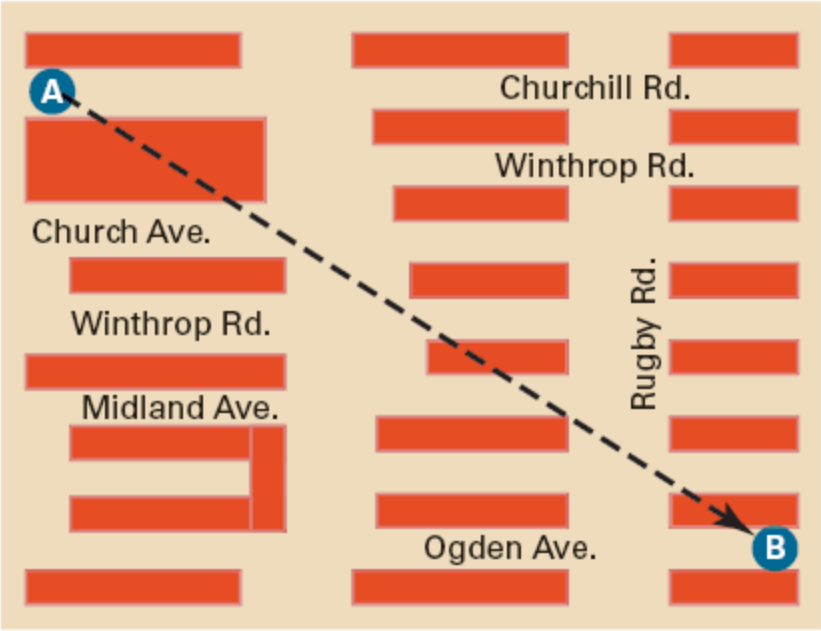 A
Churchill Rd.
Winthrop Rd.
Church Ave.
Winthrop Rd.
Rugby Rd.
Midland Ave.
Ogden Ave.
B